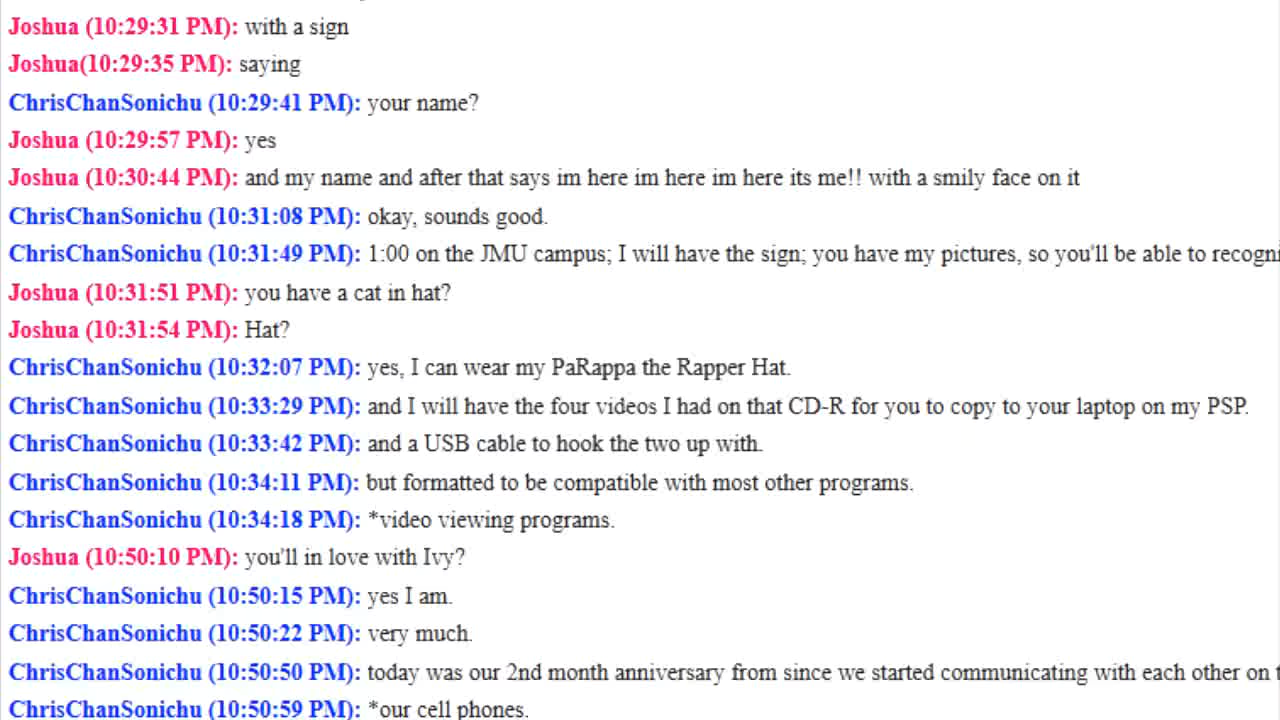 Joshua (10:29:31 PM): with a sign
Joshua(10:29:35 PM): saying
ChrisChanSonichu (10:29:41 PM): your name?
Joshua (10:29:57 PM): yes
Joshua (10:30:44 PM): and my name and after that says im here im here im here its me!! with a smily face on it
ChrisChanSonichu (10:31:08 PM): okay, sounds good.
ChrisChanSonichu (10:31:49 PM): 1:00 on the JMU campus; I will have the sign; you have my pictures, so you'll be able to recogni
Joshua (10:31:51 PM): you have a cat in hat?
Joshua (10:31:54 PM): Hat?
ChrisChanSonichu (10:32:07 PM): yes, I can wear my PaRappa the Rapper Hat.
ChrisChanSonichu (10:33:29 PM): and I will have the four videos I had on that CD-R for you to copy to your laptop on my PSP.
ChrisChanSonichu (10:33:42 PM): and a USB cable to hook the two up with.
ChrisChanSonichu (10:34:11 PM): but formatted to be compatible with most other programs.
ChrisChanSonichu (10:34:18 PM): *video viewing programs.
Joshua (10:50:10 PM): you'll in love with Ivy?
ChrisChanSonichu (10:50:15 PM): yes I am.
ChrisChanSonichu (10:50:22 PM): very much.
ChrisChanSonichu (10:50:50 PM): today was our 2nd month anniversary from since we started communicating with each other on t
ChrisChanSonichu (10:50:59 PM): *our cell phones.